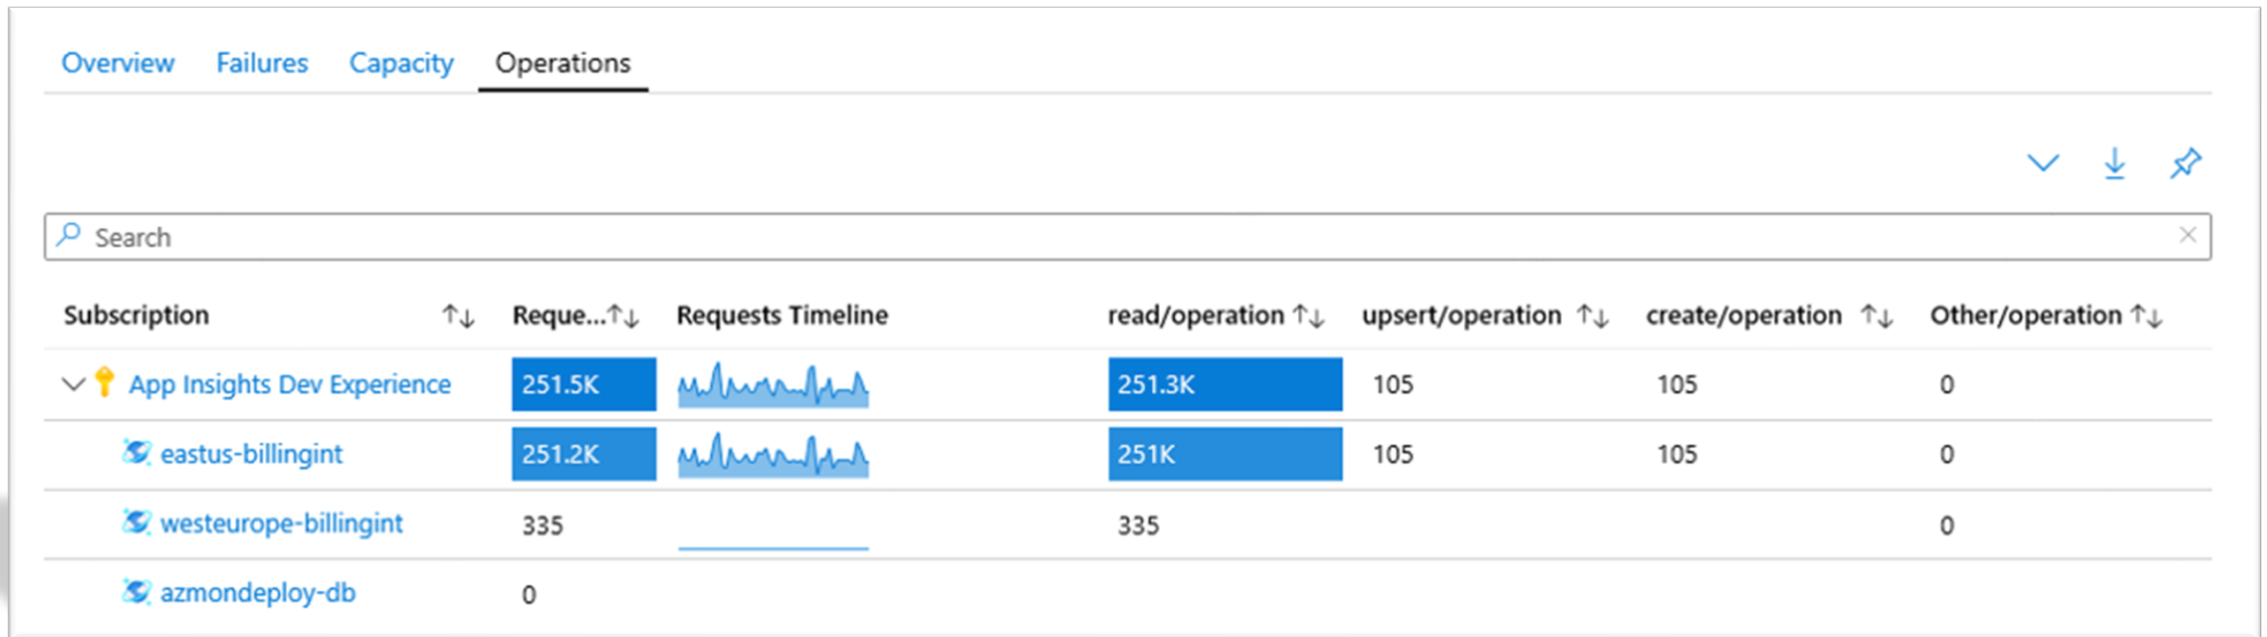 Overview Failures Capacity Operations
Search
Subscription Reque... Requests Timeline read/operation upsert/operation create/operation Other/operation
App Insights Dev Experience 251.5K 251.3K 105 105 0
eastus-billingint 251.2K 251K 105 105 0
westeurope-billingint 335 335 0
azmondeploy-db 0